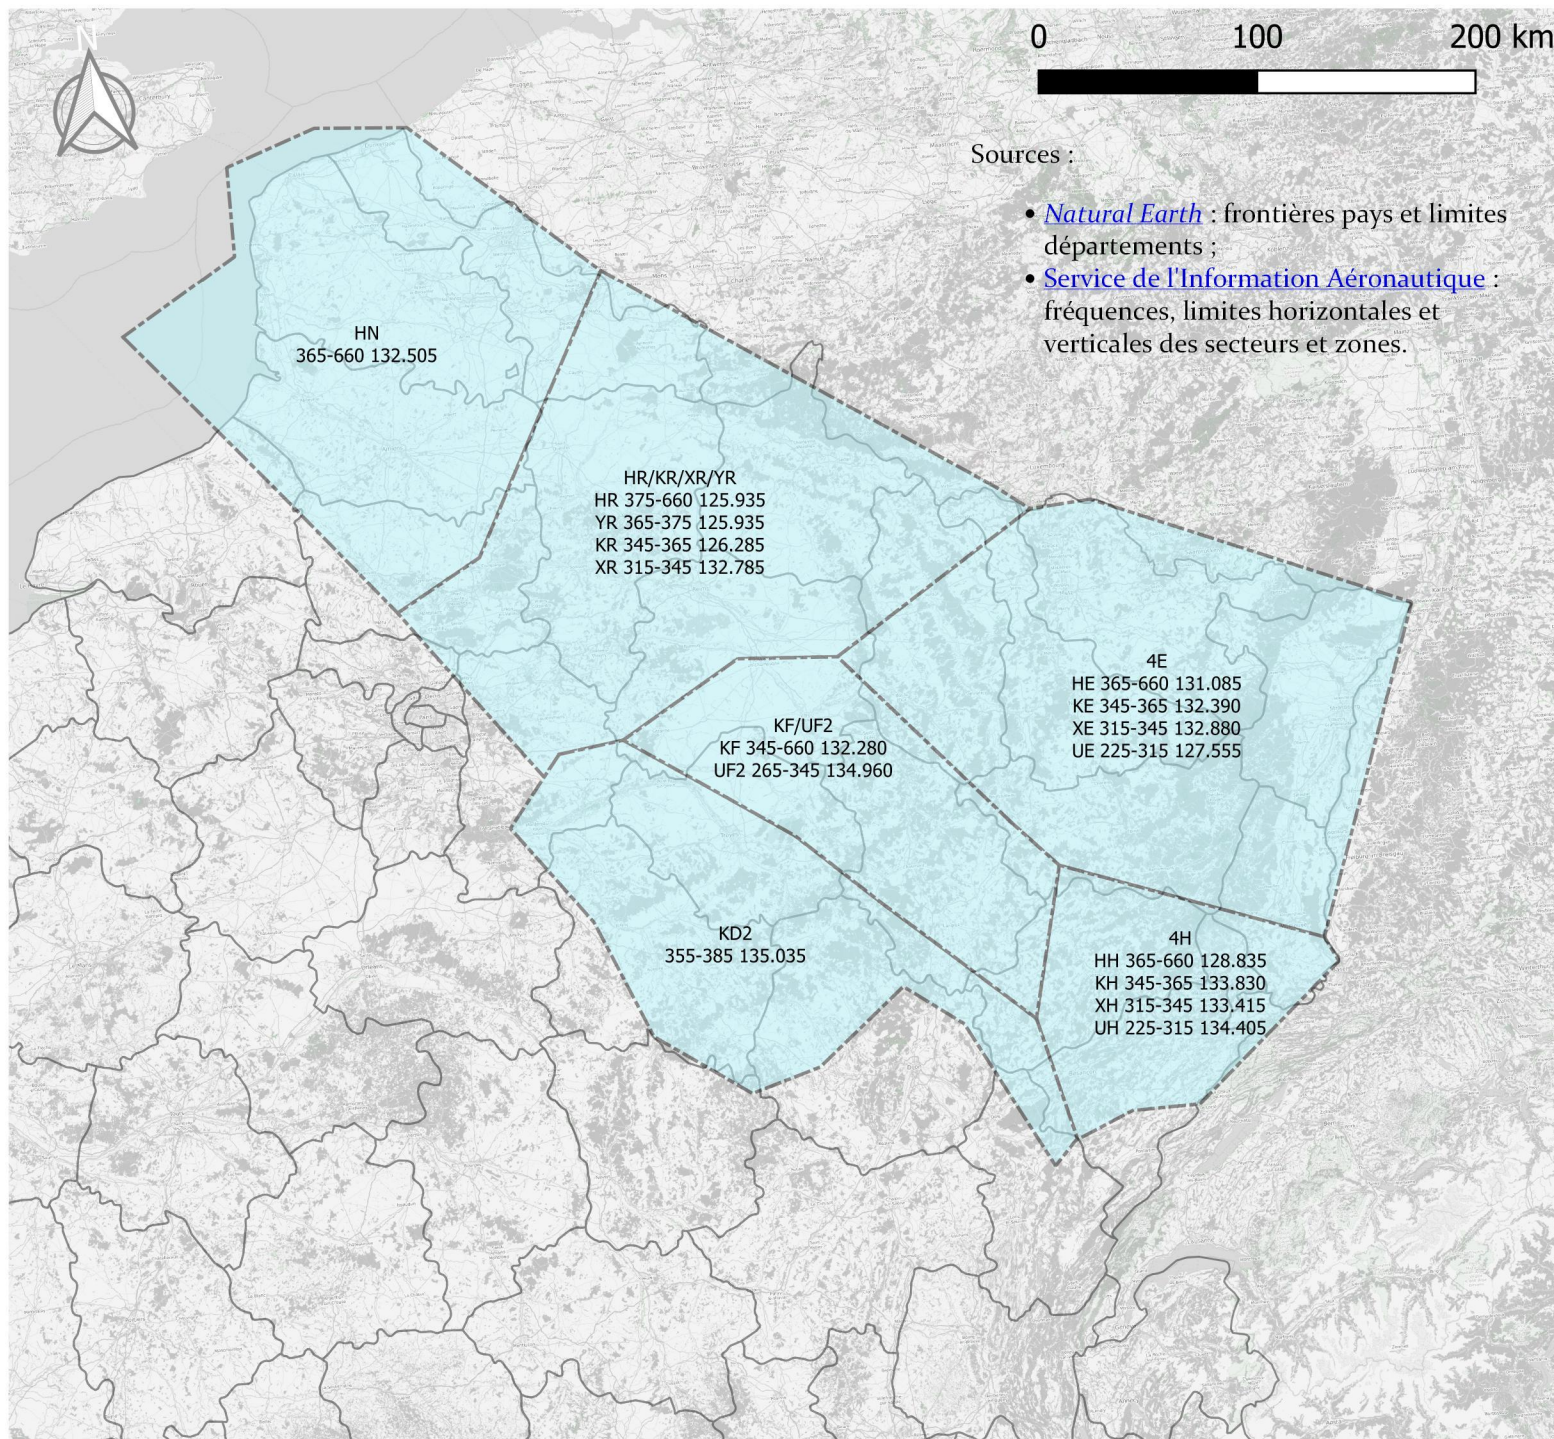 N
0 100 200 km
Sources :
• Natural Earth : frontières pays et limites
départements ;
• Service de l'Information Aéronautique :
fréquences, limites horizontales et
verticales des secteurs et zones.
HN
365-660 132.505
HR/KR/XR/YR
HR 375-660 125.935
YR 365-375 125.935
KR 345-365 126.285
XR 315-345 132.785
4E
HE 365-660 131.085
KE 345-365 132.390
XE 315-345 132.880
UE 225-315 127.555
KF/UF2
KF 345-660 132.280
UF2 265-345 134.960
KD2
355-385 135.035
4H
HH 365-660 128.835
KH 345-365 133.830
XH 315-345 133.415
UH 225-315 134.405